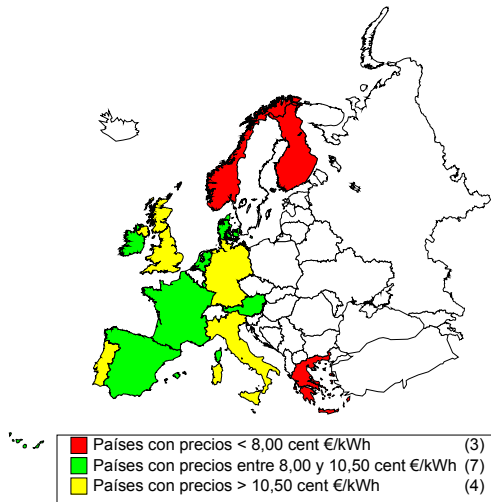 Países con precios < 8,00 cent €/kWh (3)
Países con precios entre 8,00 y 10,50 cent €/kWh (7)
Países con precios > 10,50 cent €/kWh (4)